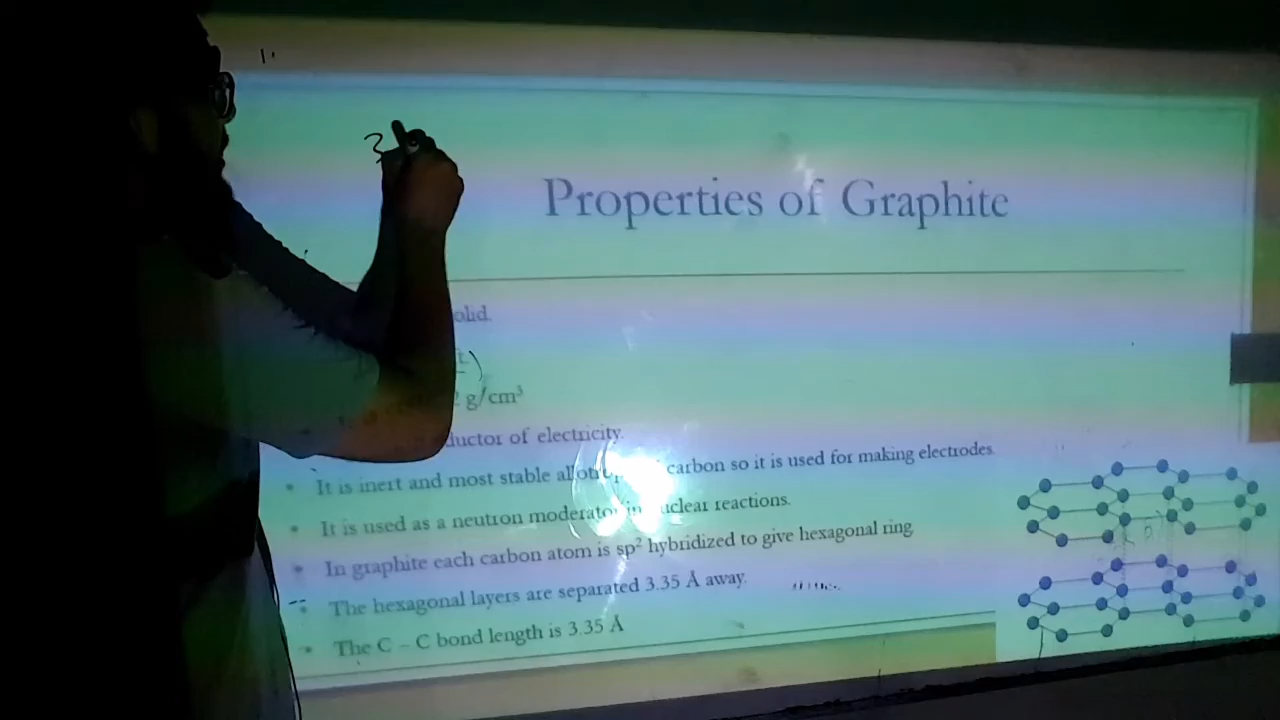 Properties of Graphite
olid.
g/cm³
ductor of electricity.
It is inert and most stable carbon so it is used for making electrodes.
It is used as a neutron moderator in nuclear reactions.
In graphite each carbon atom is sp² hybridized to give hexagonal ring
The hexagonal layers are separated 3.35 Å away.
The C – C bond length is 3.35 Å